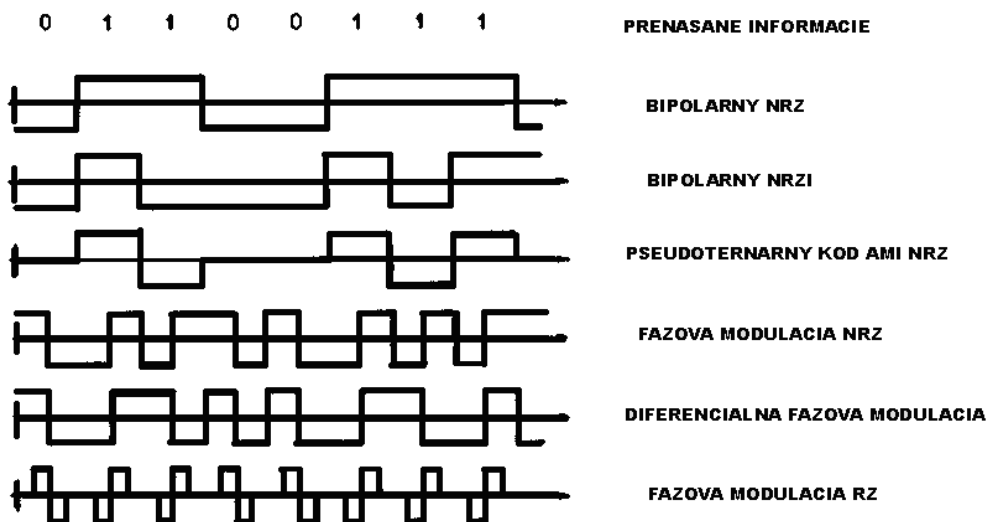 0 1 1 0 0 1 1 1 PRENASANE INFORMACIE
BIPOLARNY NRZ
BIPOLARNY NRZI
PSEUDOTERNARNY KOD AMI NRZ
FAZOVA MODULACIA NRZ
DIFERENCIALNA FAZOVA MODULACIA
FAZOVA MODULACIA RZ